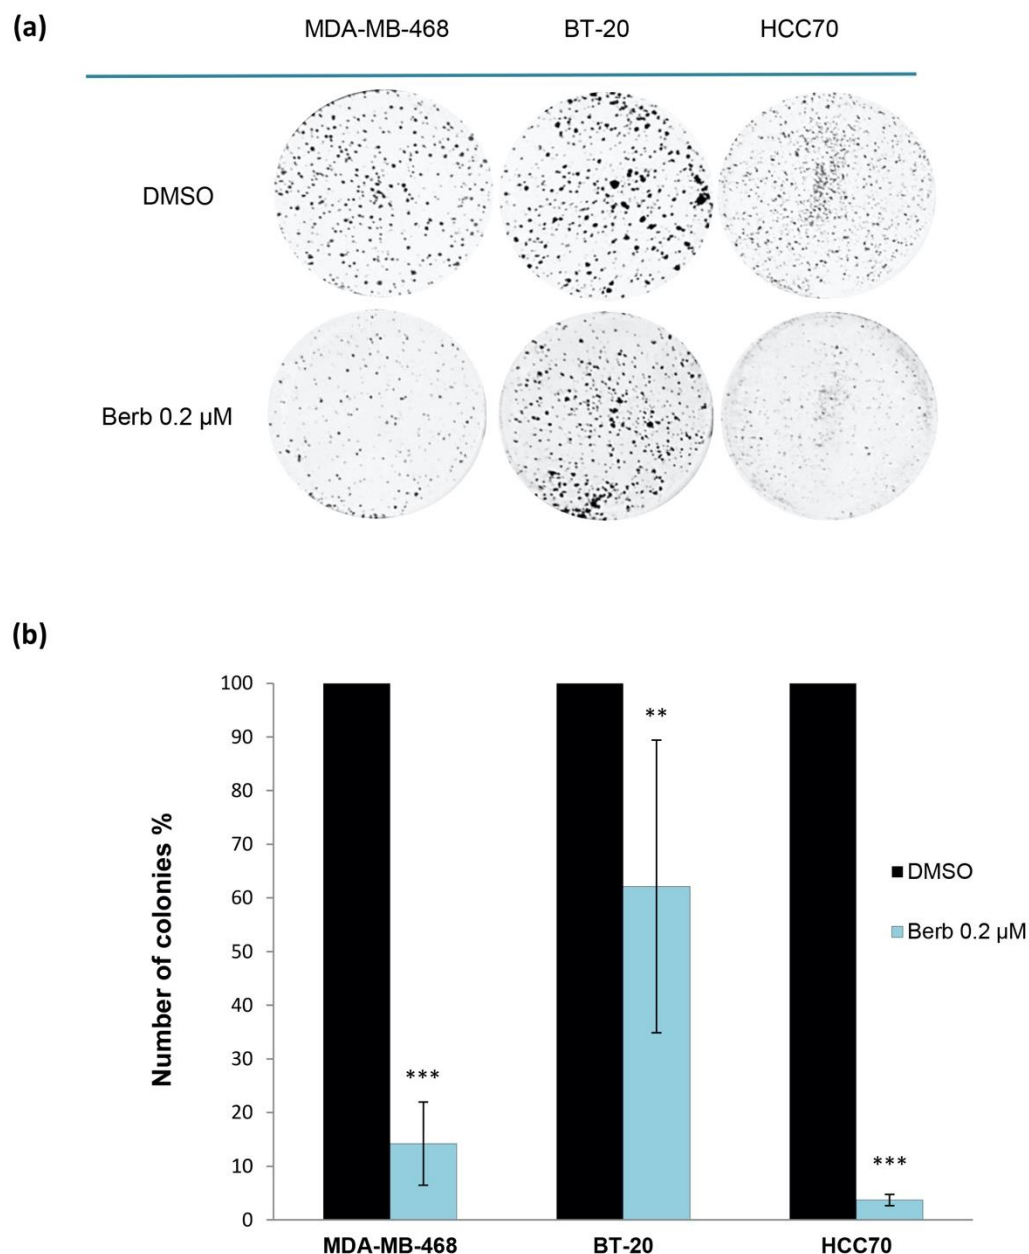 (a)
MDA-MB-468 BT-20 HCC70
DMSO
Berb 0.2 µM
(b)
100
90
80
70
60
50
40
30
20
10
0
Number of colonies %
***
**
***
DMSO
Berb 0.2 µM
MDA-MB-468 BT-20 HCC70